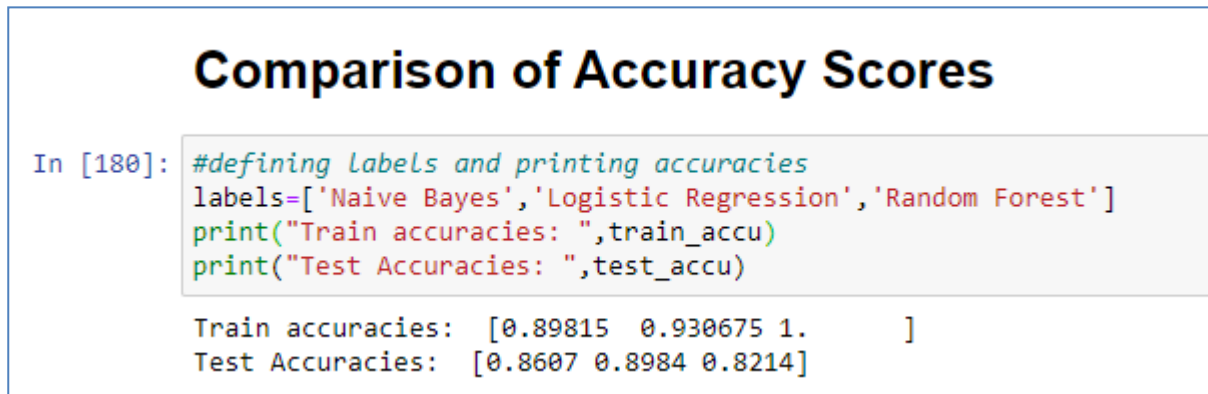 Comparison of Accuracy Scores
In [180]: #defining labels and printing accuracies
labels=['Naive Bayes','Logistic Regression','Random Forest']
print("Train accuracies: ",train_accu)
print("Test Accuracies: ",test_accu)
Train accuracies:  [0.89815  0.930675 1.      ]
Test Accuracies:  [0.8607 0.8984 0.8214]